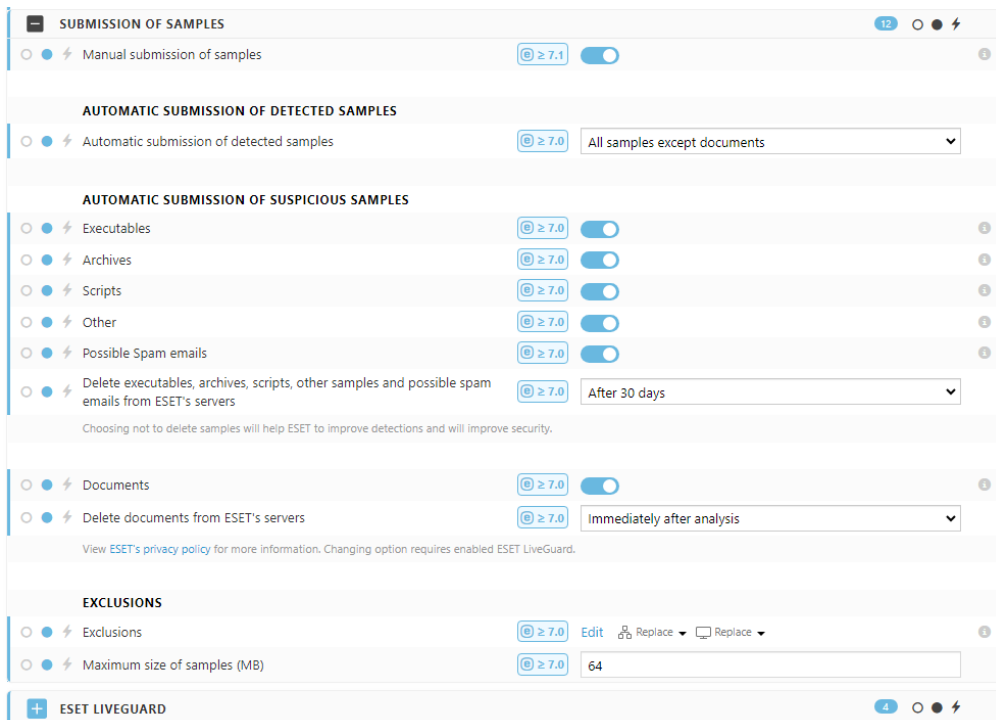 SUBMISSION OF SAMPLES 12
Manual submission of samples ≥ 7.1
AUTOMATIC SUBMISSION OF DETECTED SAMPLES
Automatic submission of detected samples ≥ 7.0 All samples except documents
AUTOMATIC SUBMISSION OF SUSPICIOUS SAMPLES
Executables ≥ 7.0
Archives ≥ 7.0
Scripts ≥ 7.0
Other ≥ 7.0
Possible Spam emails ≥ 7.0
Delete executables, archives, scripts, other samples and possible spam
emails from ESET's servers ≥ 7.0 After 30 days
Choosing not to delete samples will help ESET to improve detections and will improve security.
Documents ≥ 7.0
Delete documents from ESET's servers ≥ 7.0 Immediately after analysis
View ESET's privacy policy for more information. Changing option requires enabled ESET LiveGuard.
EXCLUSIONS
Exclusions ≥ 7.0 Edit Replace Replace
Maximum size of samples (MB) ≥ 7.0 64
ESET LIVEGUARD 4